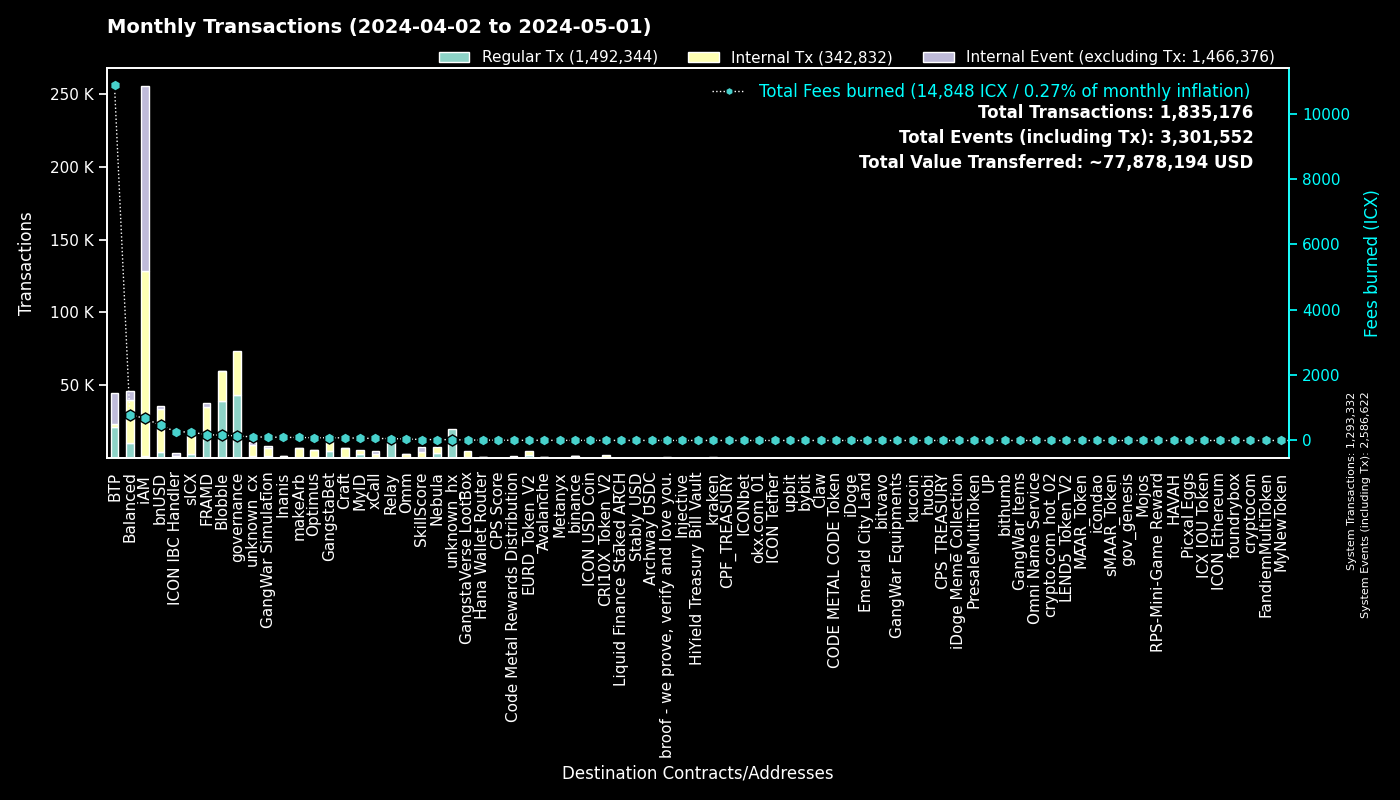 Monthly Transactions (2024-04-02 to 2024-05-01)
Regular Tx (1,492,344)
Internal Tx (342,832)
Internal Event (excluding Tx: 1,466,376)
Total Fees burned (14,848 ICX / 0.27% of monthly inflation)
Total Transactions: 1,835,176
Total Events (including Tx): 3,301,552
Total Value Transferred: ~77,878,194 USD
Transactions
250 K
200 K
150 K
100 K
50 K
10000
8000
6000
4000
2000
0
Fees burned (ICX)
System Transactions: 1,293,332
System Events (including Tx): 2,586,622
BTP
Balanced
iAM
bnUSD
ICON IBC Handler
sICX
FRAMD
Blobble
governance
unknown_cx
GangWar Simulation
Inanis
makeArb
Optimus
GangstaBet
Craft
MyID
xCall
Relay
Omm
SkillScore
Nebula
unknown_hx
GangstaVerse LootBox
Hana Wallet Router
CPS Score
Code Metal Rewards Distribution
EURD_Token_V2
Avalanche
Metanyx
binance
ICON USD Coin
CRI10X_Token_V2
Liquid Finance Staked ARCH
Stably_USD
Archway USDC
broof - we prove, verify and love you.
Injective
HiYield Treasury Bill Vault
kraken
CPF_TREASURY
ICONbet
okx.com_01
ICON Tether
upbit
bybit
Claw
CODE METAL CODE Token
iDoge
Emerald City Land
bitvavo
GangWar Equipments
kucoin
huobi
CPS_TREASURY
iDoge Meme Collection
PresaleMultiToken
UP
bithumb
GangWar Items
Omni Name Service
crypto.com_hot_02
LEND5_Token_V2
MAAR_Token
icondao
sMAAR_Token
gov_genesis
Mojos
RPS-Mini-Game Reward
HAVAH
Picxal Eggs
ICX IOU Token
ICON Ethereum
foundrybox
cryptocom
FandiemMultiToken
MyNewToken
Destination Contracts/Addresses